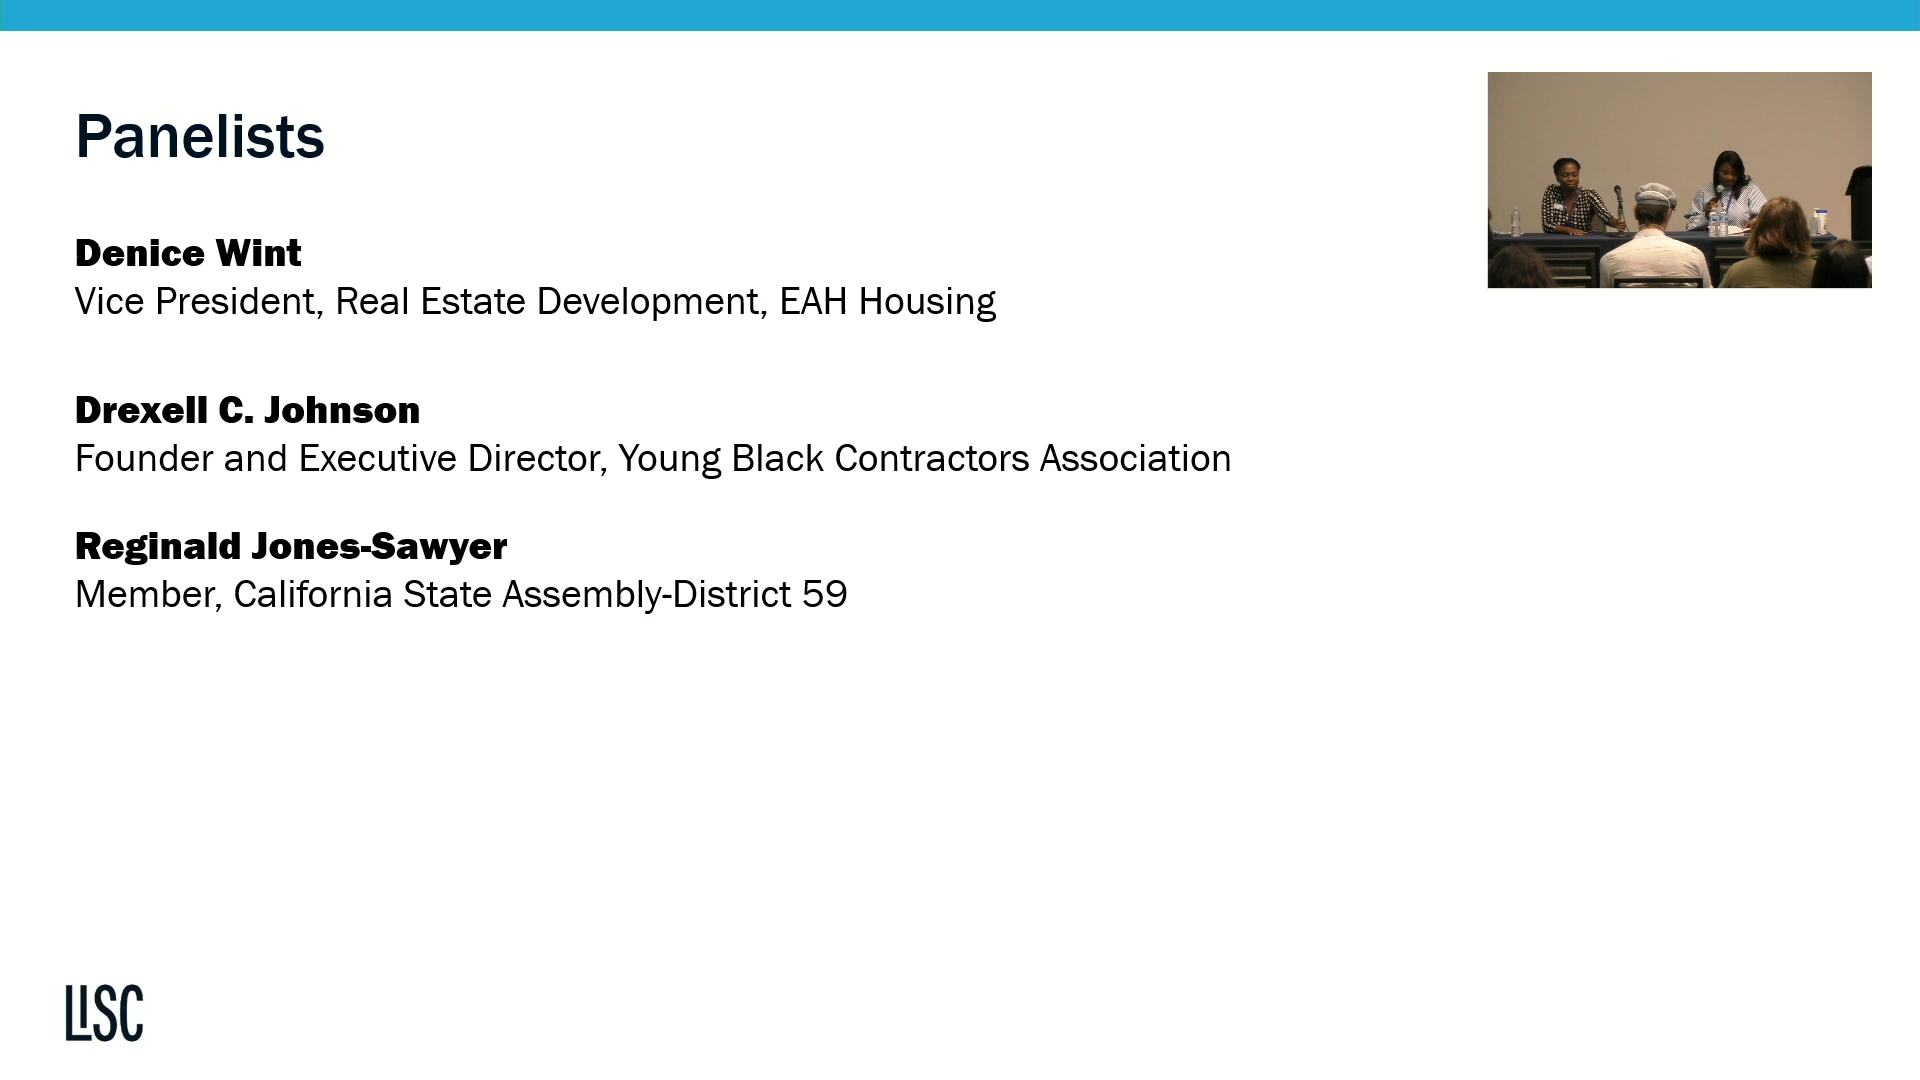 Panelists
Denice Wint
Vice President, Real Estate Development, EAH Housing
Drexell C. Johnson
Founder and Executive Director, Young Black Contractors Association
Reginald Jones-Sawyer
Member, California State Assembly-District 59
LISC